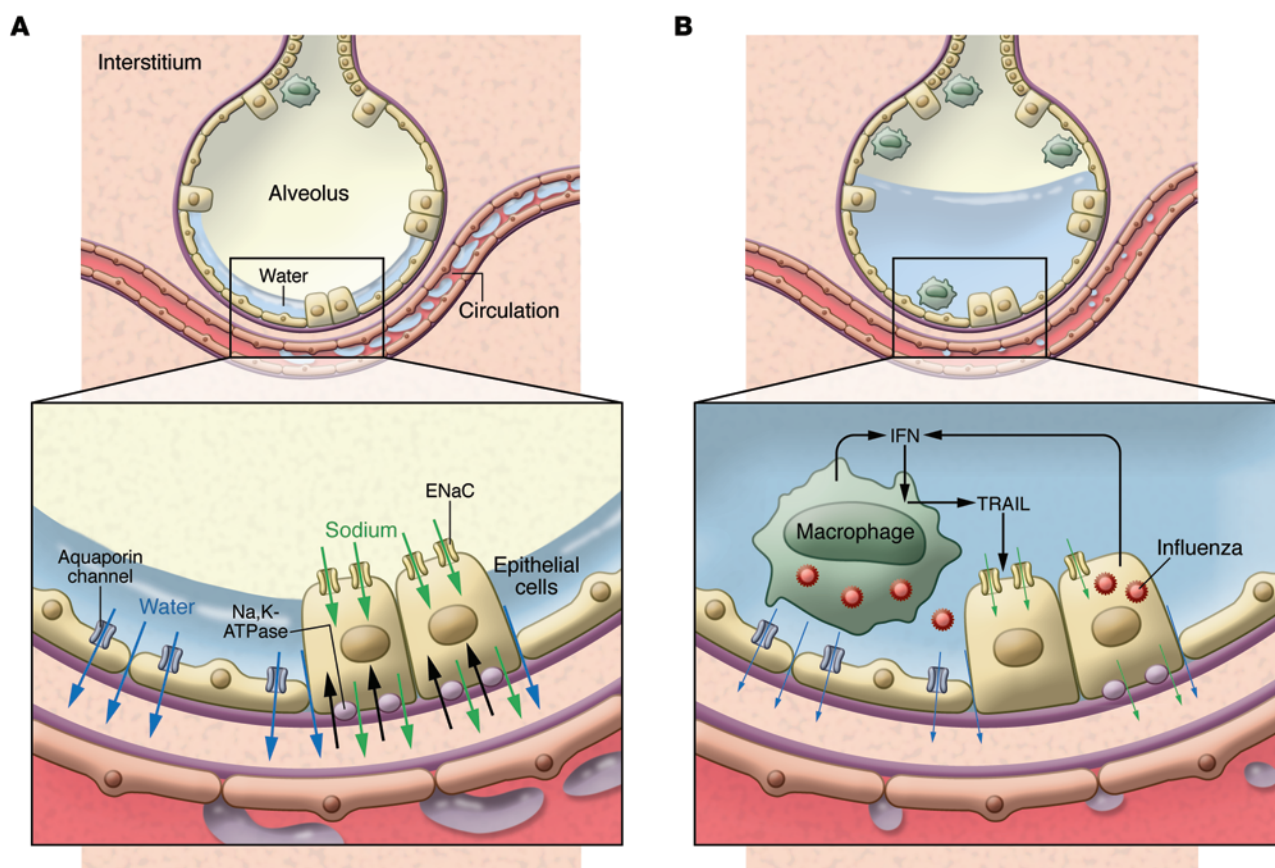 A
Interstitium
Alveolus
Water
Circulation
ENaC
Sodium
Aquaporin
channel
Water
Na,K-
ATPase
Epithelial
cells
B
IFN
TRAIL
Macrophage
Influenza